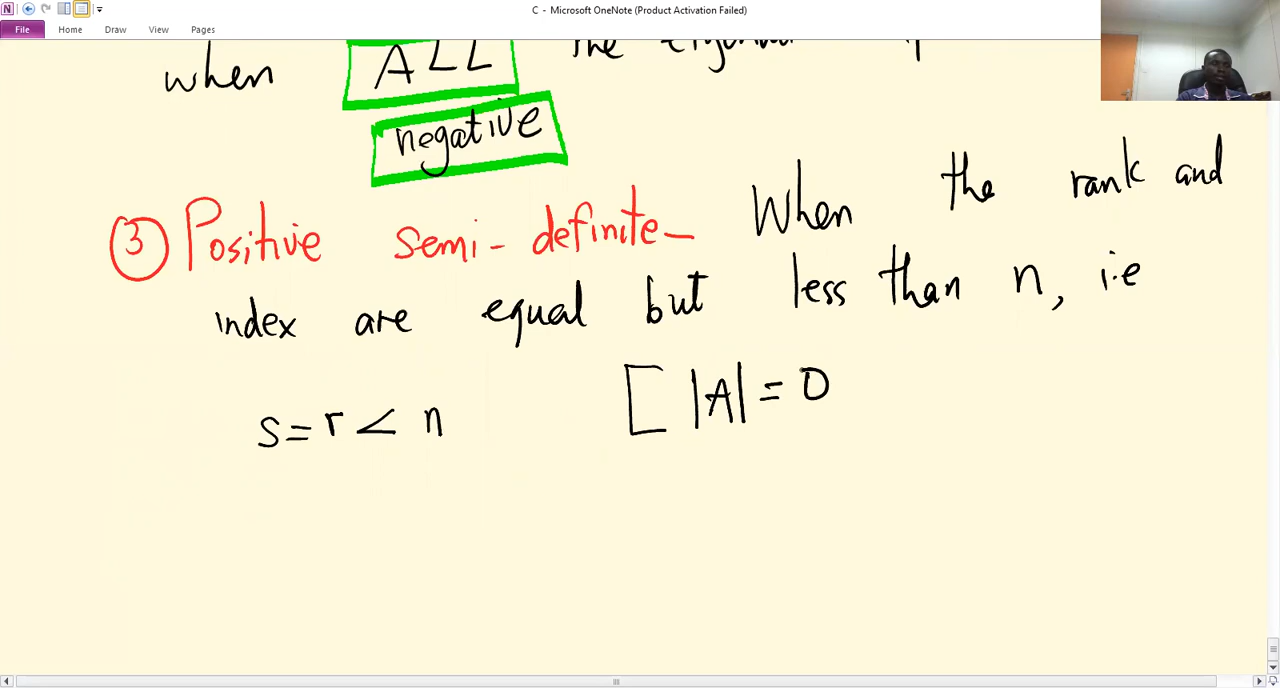 C - Microsoft OneNote (Product Activation Failed)
File Home Draw View Pages
when ALL the
negative
③ Positive semi-definite- When the rank and
index are equal but less than n, i.e
s=r< n [ |A|=0